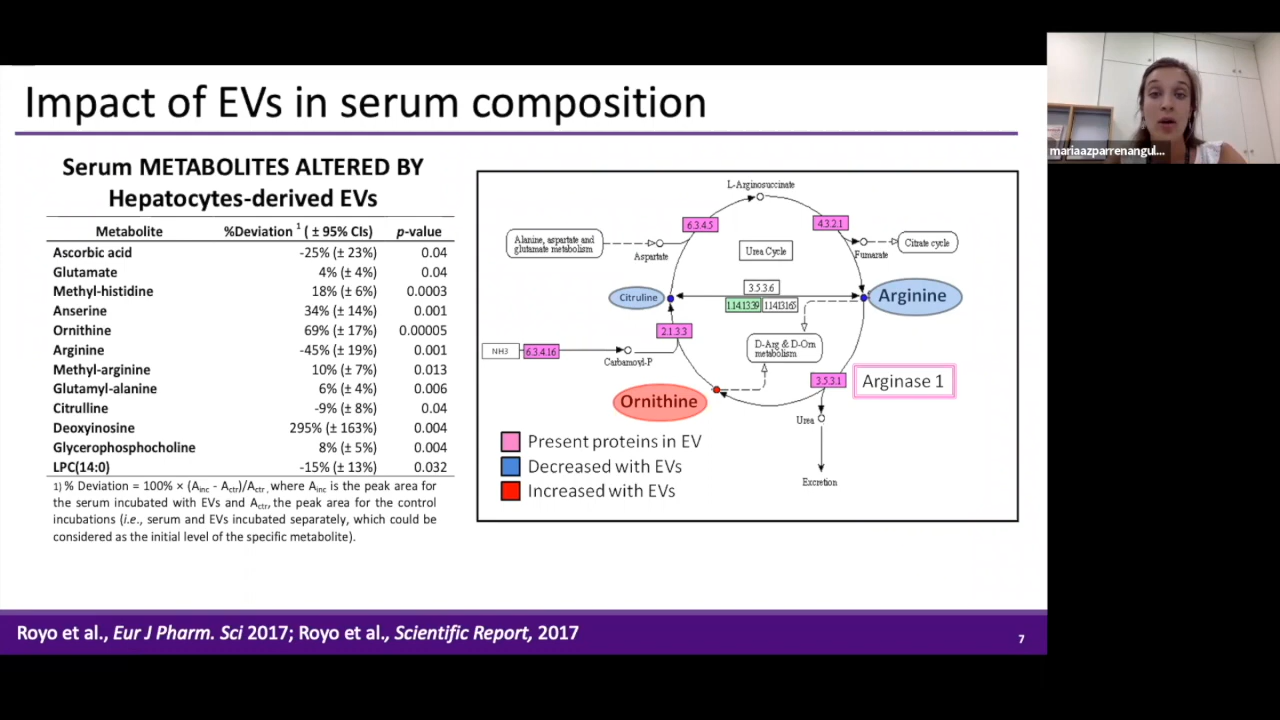 Impact of EVs in serum composition
mariaazparrenangul...
Serum METABOLITES ALTERED BY
Hepatocytes-derived EVs
Metabolite %Deviation 1 ( ± 95% CIs) p-value
Ascorbic acid -25% (± 23%) 0.04
Glutamate 4% (± 4%) 0.04
Methyl-histidine 18% (± 6%) 0.0003
Anserine 34% (± 14%) 0.001
Ornithine 69% (± 17%) 0.00005
Arginine -45% (± 19%) 0.001
Methyl-arginine 10% (± 7%) 0.013
Glutamyl-alanine 6% (± 4%) 0.006
Citrulline -9% (± 8%) 0.04
Deoxyinosine 295% (± 163%) 0.004
Glycerophosphocholine 8% (± 5%) 0.004
LPC(14:0) -15% (± 13%) 0.032
1) % Deviation = 100% × (Ainc - Actr)/Actr , where Ainc is the peak area for
the serum incubated with EVs and Actr, the peak area for the control
incubations (i.e., serum and EVs incubated separately, which could be
considered as the initial level of the specific metabolite).
L-Arginosuccinate
6.3.4.5
4.3.2.1
Alanine, aspartate and
glutamate metabolism
Aspartate
Urea Cycle
Fumarate
Citrate cycle
Citruline
3.5.3.6
Arginine
1.14.13.39 1.14.13.165
2.1.3.3
NH3
6.3.4.16
Carbamoyl-P
D-Arg & D-Orn
metabolism
3.5.3.1
Arginase 1
Ornithine
Urea
Present proteins in EV
Decreased with EVs
Increased with EVs
Excretion
Royo et al., Eur J Pharm. Sci 2017; Royo et al., Scientific Report, 2017
7